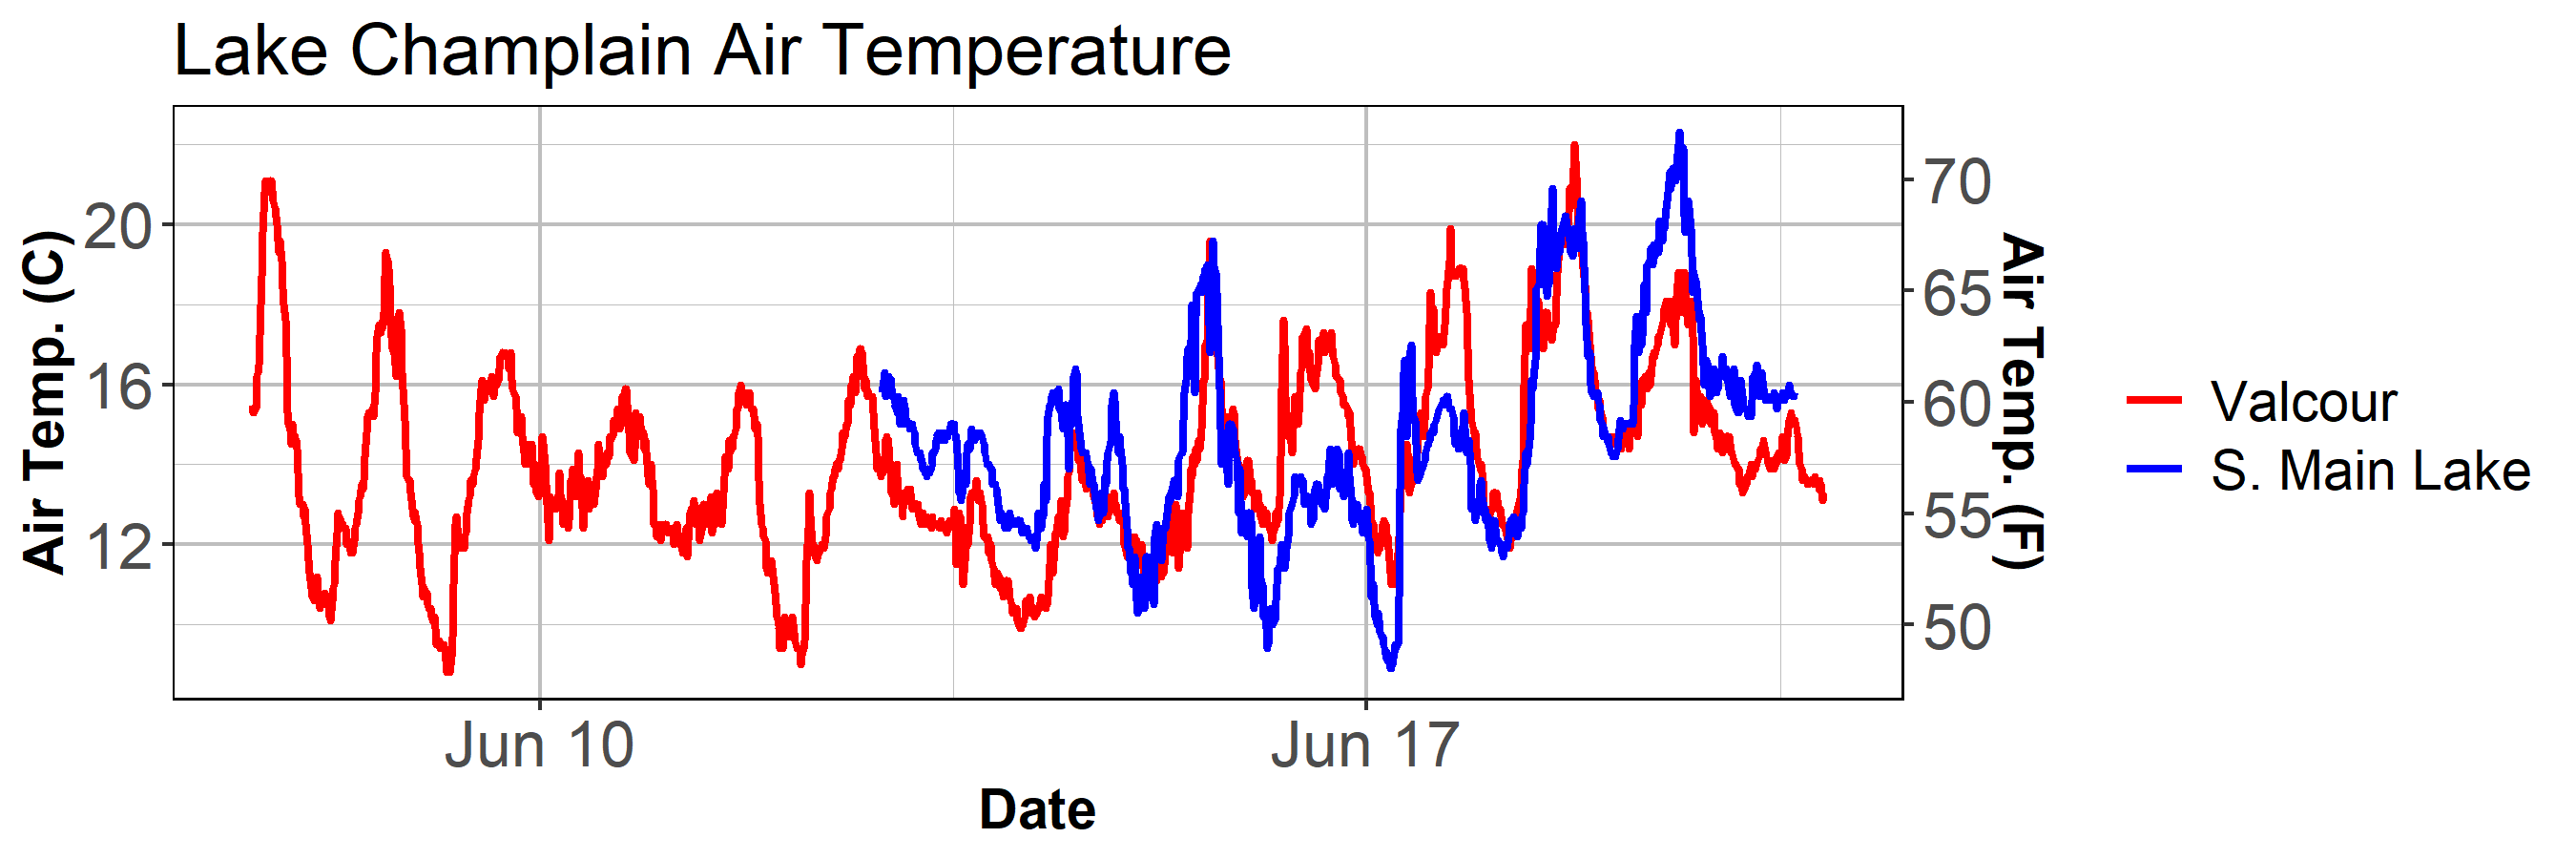 Lake Champlain Air Temperature
Air Temp. (C)
20
16
12
70
65
60
55
50
Air Temp. (F)
Jun 10
Jun 17
Date
Valcour
S. Main Lake